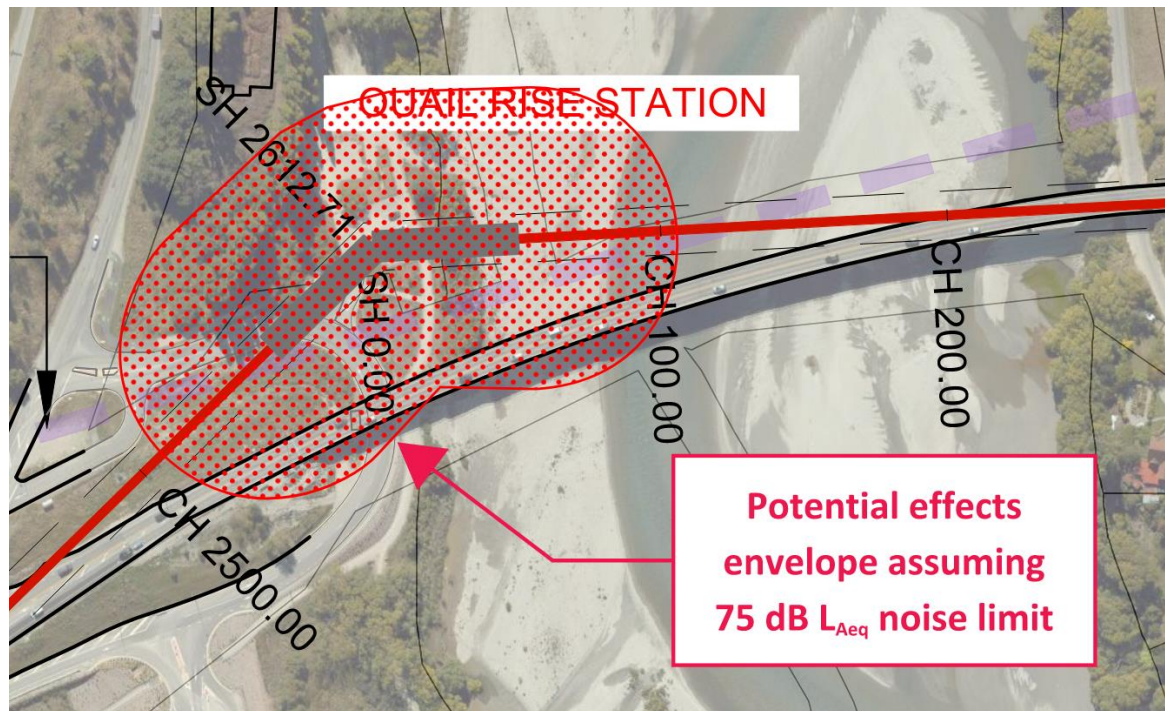 QUAIL RISE STATION
SH 2612.71
SH 0.00
CH 100.00
CH 200.00
CH 2500.00
Potential effects
envelope assuming
75 dB LAeq noise limit